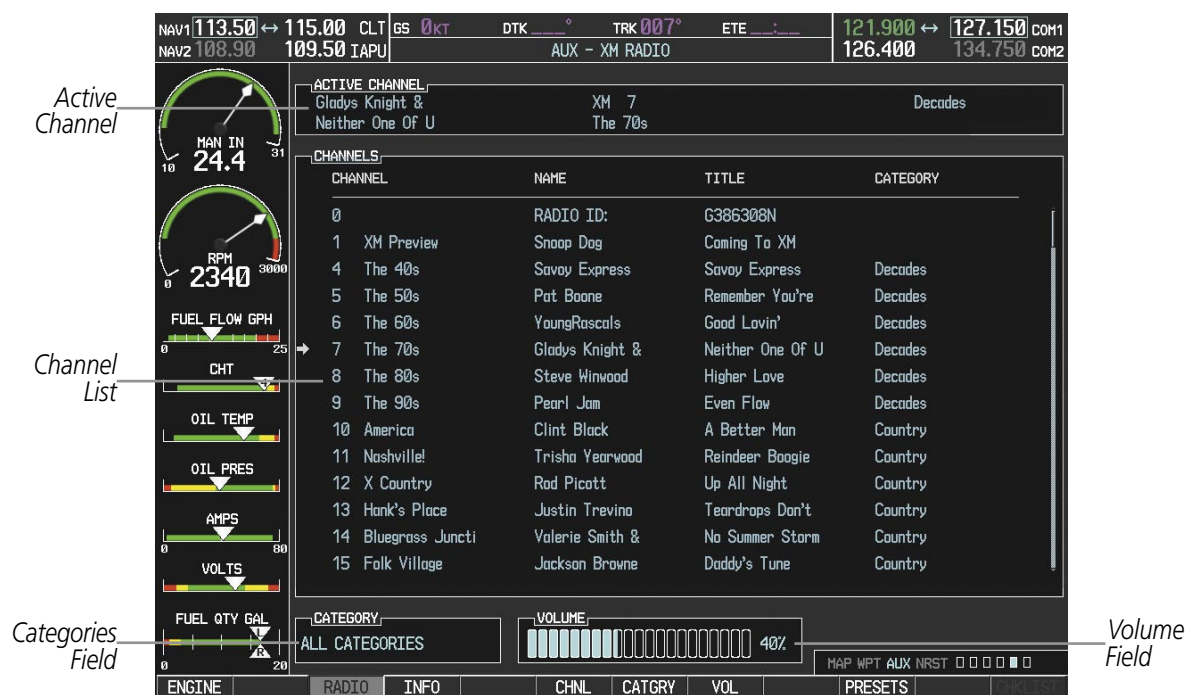 NAV1 113.50 ↔ 115.00 CLT GS 0KT DTK ___° TRK 007° ETE __:__ 121.900 ↔ 127.150 COM1
NAV2 108.90 109.50 IAPU AUX - XM RADIO 126.400 134.750 COM2
Active Channel
ACTIVE CHANNEL
Gladys Knight & XM 7 Decades
Neither One Of U The 70s
MAN IN
24.4
10 31
CHANNELS
CHANNEL NAME TITLE CATEGORY
0 RADIO ID: G386308N
1 XM Preview Snoop Dog Coming To XM
4 The 40s Savoy Express Savoy Express Decades
5 The 50s Pat Boone Remember You're Decades
6 The 60s YoungRascals Good Lovin' Decades
7 The 70s Gladys Knight & Neither One Of U Decades
8 The 80s Steve Winwood Higher Love Decades
9 The 90s Pearl Jam Even Flow Decades
10 America Clint Black A Better Man Country
11 Nashville! Trisha Yearwood Reindeer Boogie Country
12 X Country Rod Picott Up All Night Country
13 Hank's Place Justin Trevino Teardrops Don't Country
14 Bluegrass Juncti Valerie Smith & No Summer Storm Country
15 Folk Village Jackson Browne Daddy's Tune Country
RPM
2340
0 3000
FUEL FLOW GPH
0 25
Channel List
CHT
OIL TEMP
OIL PRES
AMPS
0 80
VOLTS
FUEL QTY GAL
L
R
0 20
Categories Field
CATEGORY
ALL CATEGORIES
VOLUME
40%
Volume Field
MAP WPT AUX NRST
ENGINE RADIO INFO CHNL CATGRY VOL PRESETS CHKLIST